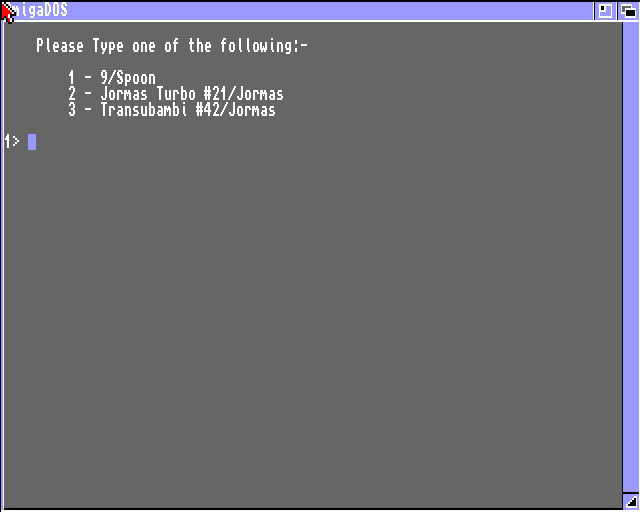 migaDOS
Please Type one of the following:-
1 - 9/Spoon
2 - Jormas Turbo #21/Jormas
3 - Transubambi #42/Jormas
1>